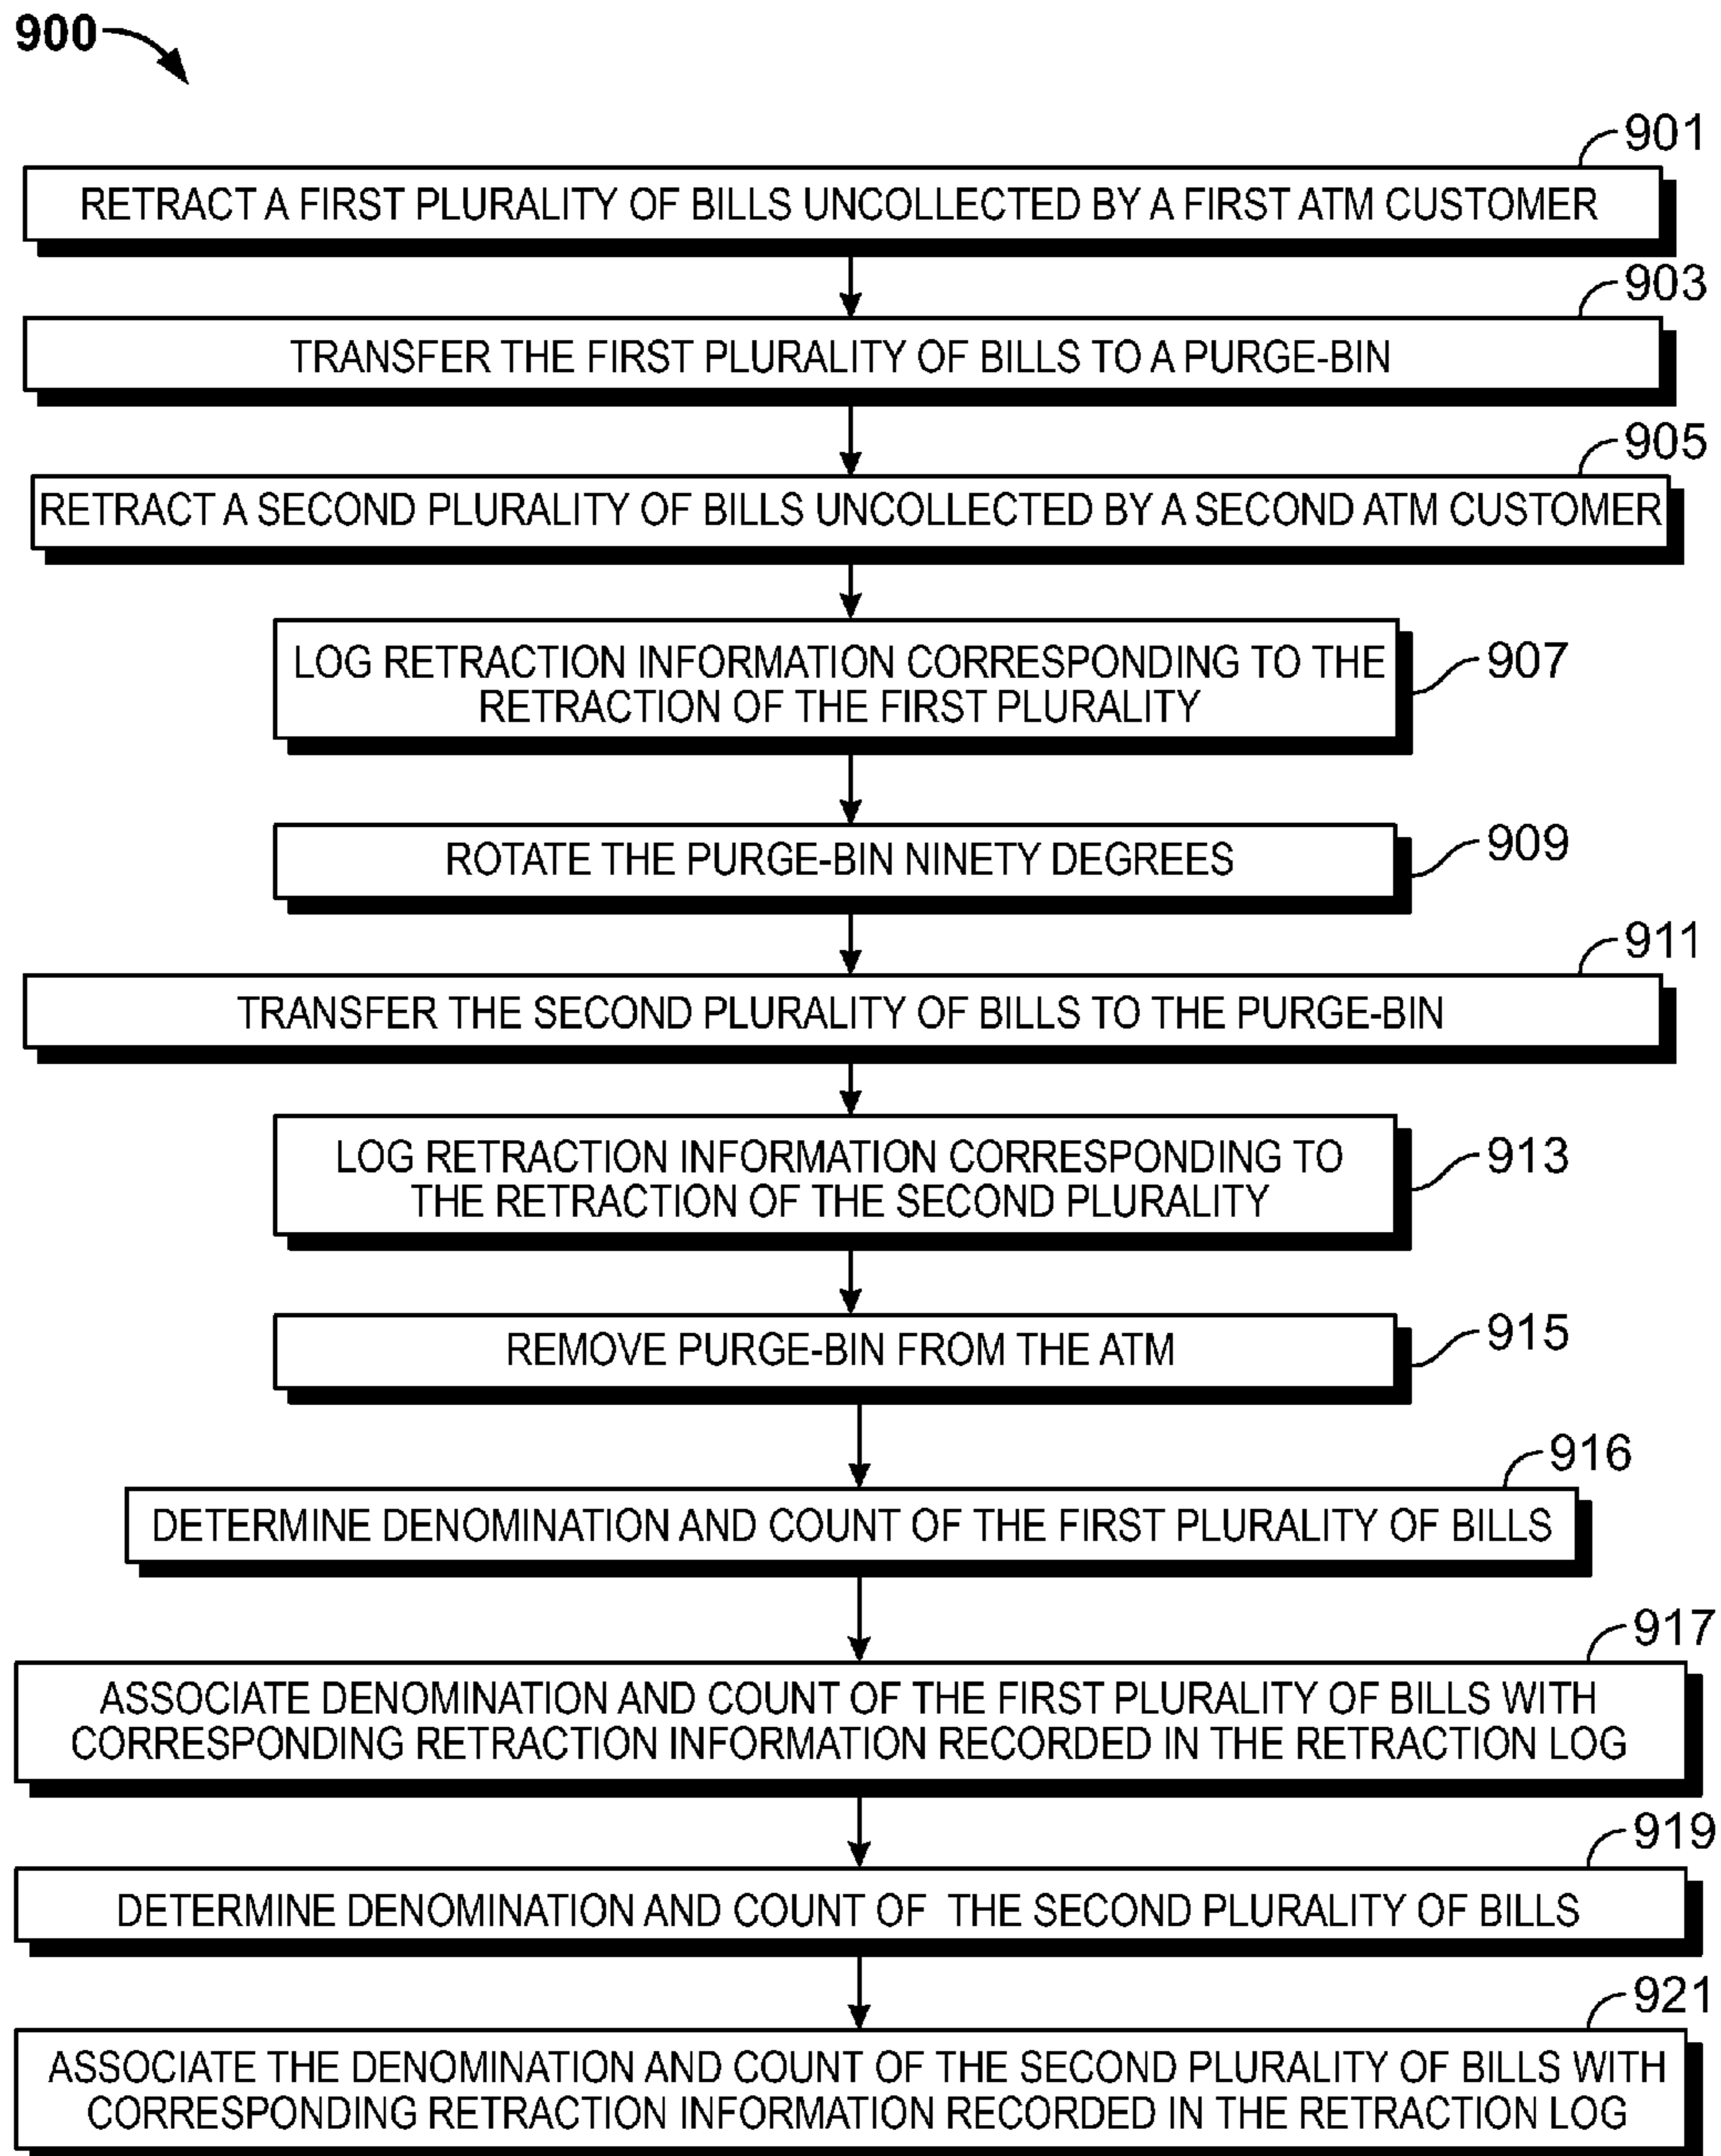 900
901
RETRACT A FIRST PLURALITY OF BILLS UNCOLLECTED BY A FIRST ATM CUSTOMER
903
TRANSFER THE FIRST PLURALITY OF BILLS TO A PURGE-BIN
905
RETRACT A SECOND PLURALITY OF BILLS UNCOLLECTED BY A SECOND ATM CUSTOMER
LOG RETRACTION INFORMATION CORRESPONDING TO THE
RETRACTION OF THE FIRST PLURALITY
907
ROTATE THE PURGE-BIN NINETY DEGREES
909
911
TRANSFER THE SECOND PLURALITY OF BILLS TO THE PURGE-BIN
LOG RETRACTION INFORMATION CORRESPONDING TO
THE RETRACTION OF THE SECOND PLURALITY
913
REMOVE PURGE-BIN FROM THE ATM
915
916
DETERMINE DENOMINATION AND COUNT OF THE FIRST PLURALITY OF BILLS
917
ASSOCIATE DENOMINATION AND COUNT OF THE FIRST PLURALITY OF BILLS WITH
CORRESPONDING RETRACTION INFORMATION RECORDED IN THE RETRACTION LOG
919
DETERMINE DENOMINATION AND COUNT OF THE SECOND PLURALITY OF BILLS
921
ASSOCIATE THE DENOMINATION AND COUNT OF THE SECOND PLURALITY OF BILLS WITH
CORRESPONDING RETRACTION INFORMATION RECORDED IN THE RETRACTION LOG